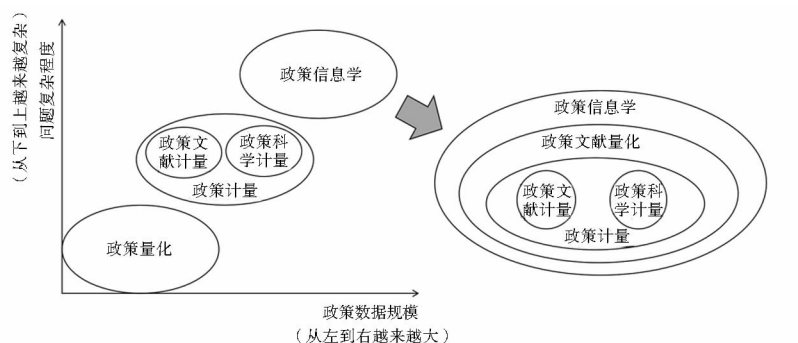 （从下到上越来越复杂）
问题复杂程度
政策信息学
政策文
献计量
政策科
学计量
政策计量
政策量化
政策数据规模
（从左到右越来越大）
政策信息学
政策文献量化
政策文
献计量
政策科
学计量
政策计量